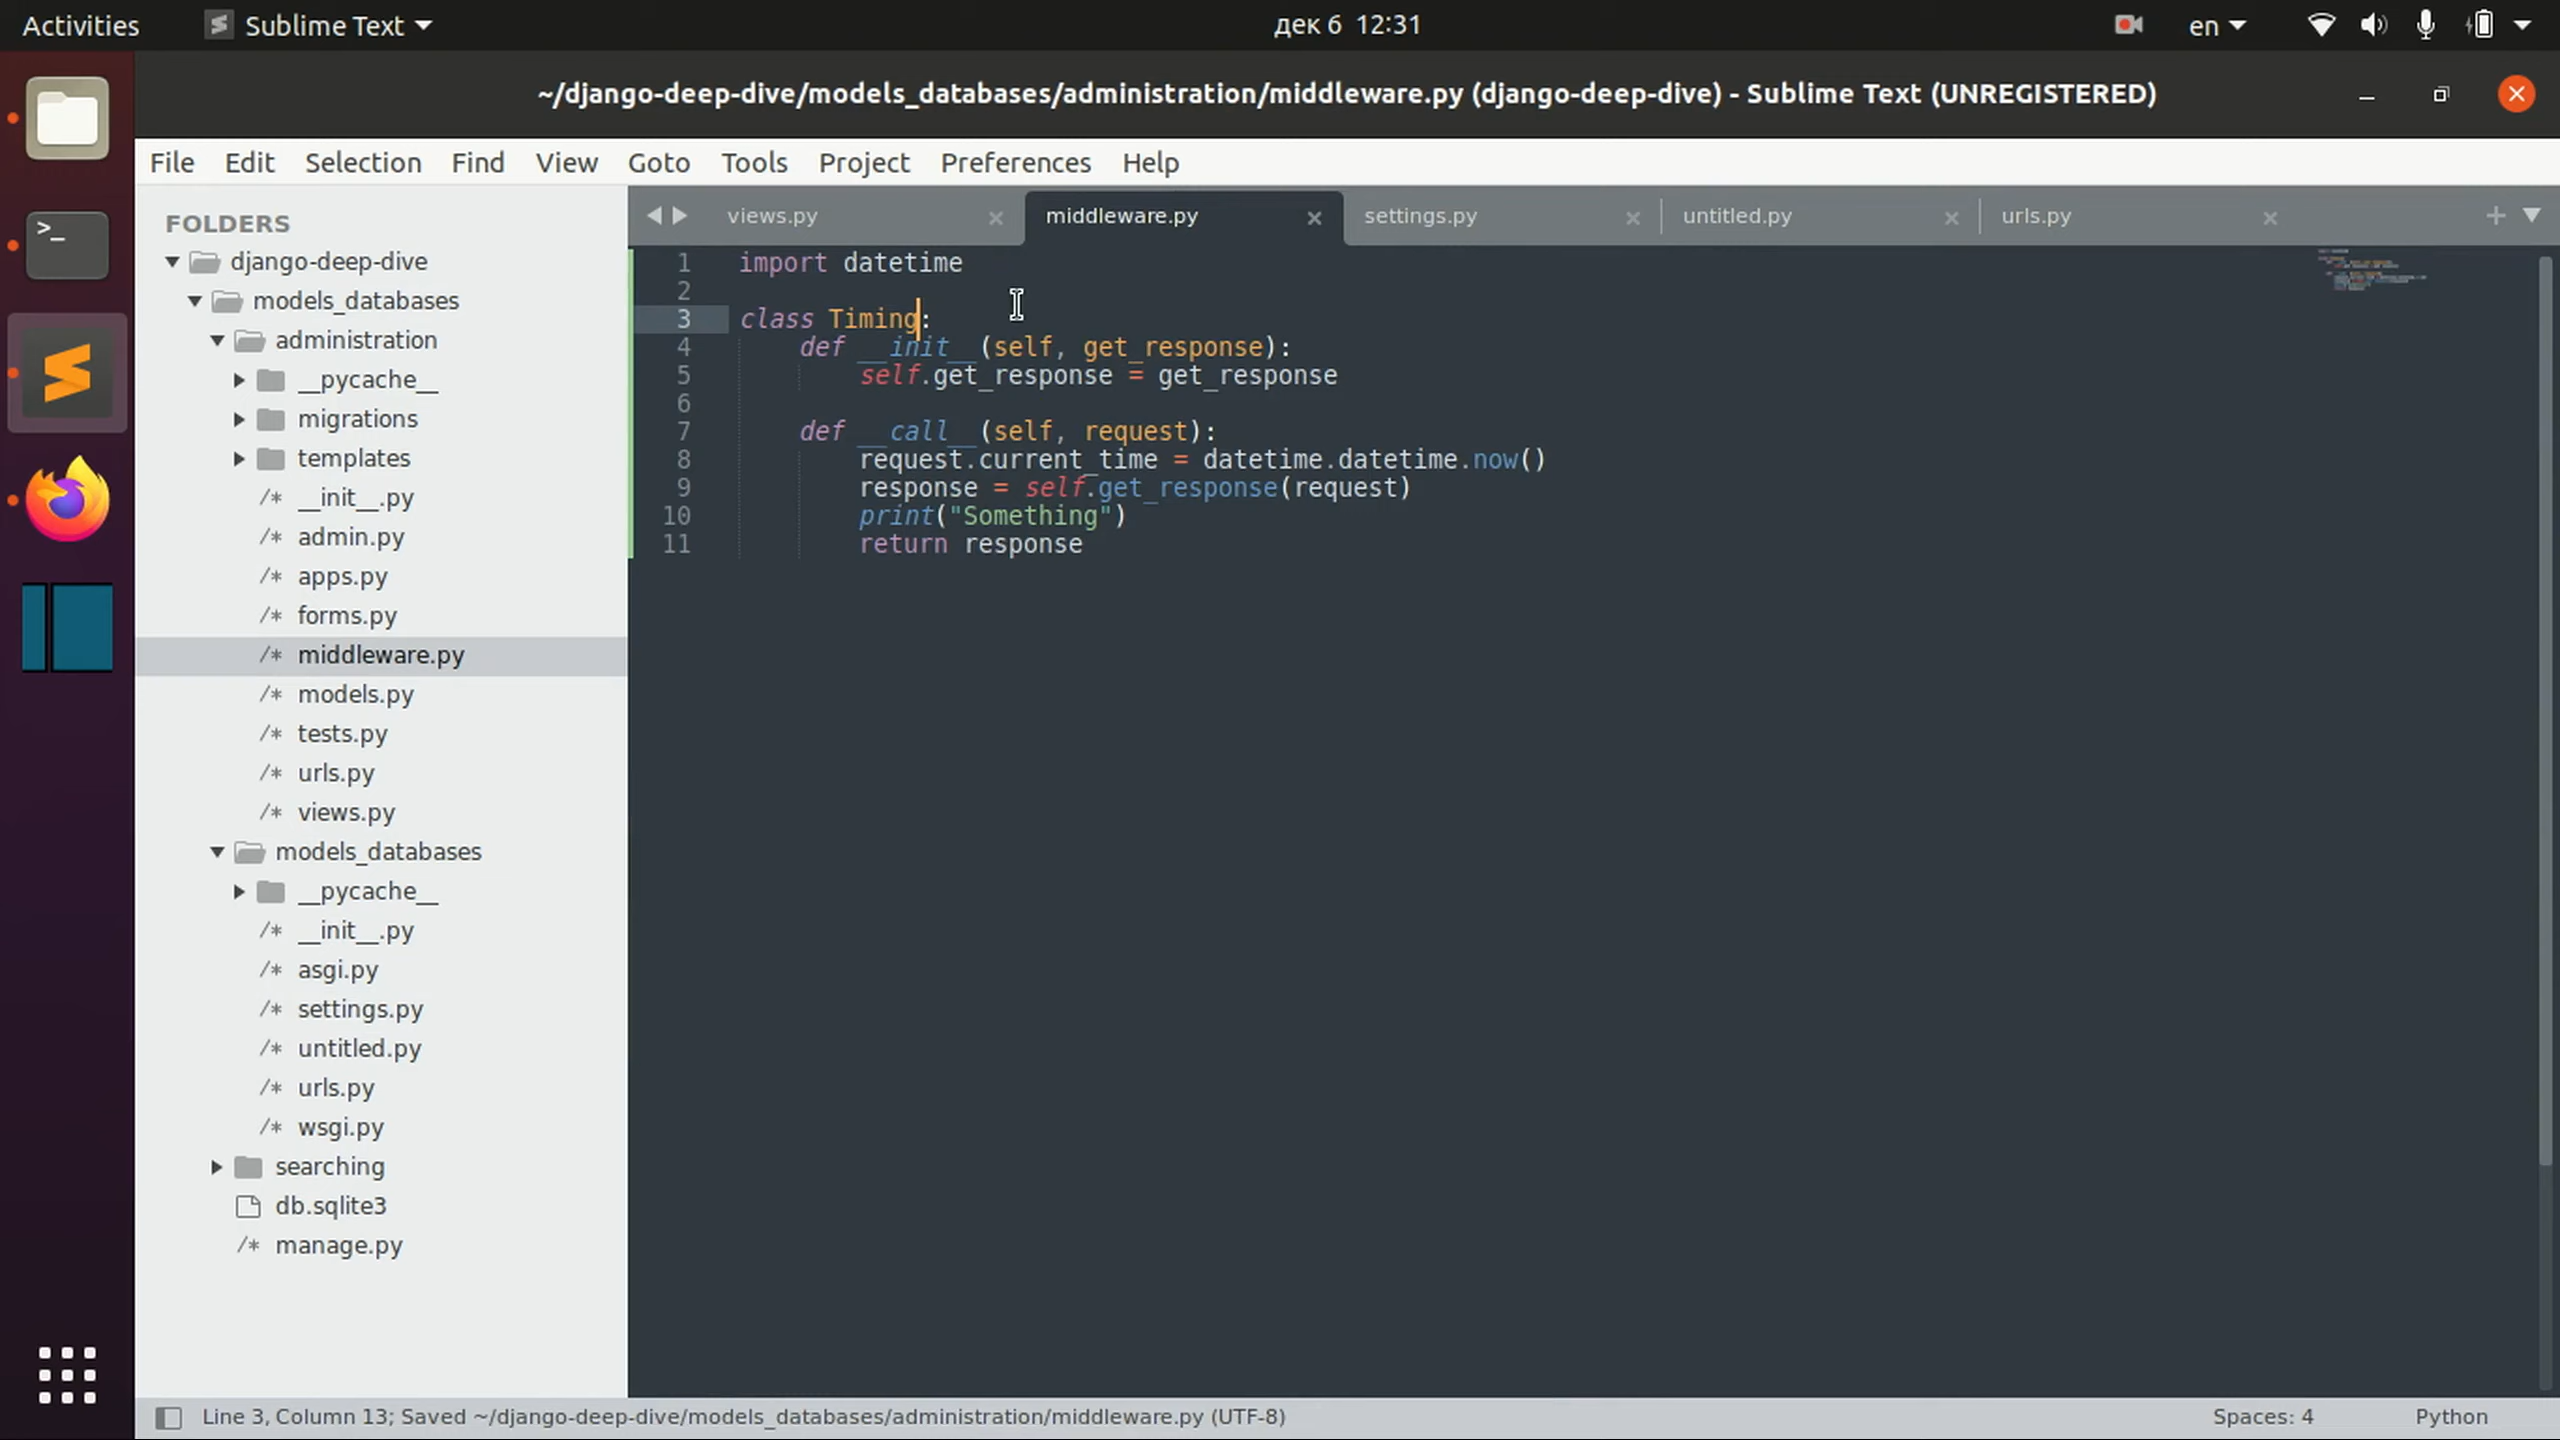 Activities Sublime Text дек 6 12:31 en
~/django-deep-dive/models_databases/administration/middleware.py (django-deep-dive) - Sublime Text (UNREGISTERED)
File Edit Selection Find View Goto Tools Project Preferences Help
FOLDERS
django-deep-dive
models_databases
administration
__pycache__
migrations
templates
/* __init__.py
/* admin.py
/* apps.py
/* forms.py
/* middleware.py
/* models.py
/* tests.py
/* urls.py
/* views.py
models_databases
__pycache__
/* __init__.py
/* asgi.py
/* settings.py
/* untitled.py
/* urls.py
/* wsgi.py
searching
db.sqlite3
/* manage.py
views.py × middleware.py × settings.py × untitled.py × urls.py × +
1 import datetime
2
3 class Timing:
4 def __init__(self, get_response):
5 self.get_response = get_response
6
7 def __call__(self, request):
8 request.current_time = datetime.datetime.now()
9 response = self.get_response(request)
10 print("Something")
11 return response
Line 3, Column 13; Saved ~/django-deep-dive/models_databases/administration/middleware.py (UTF-8) Spaces: 4 Python